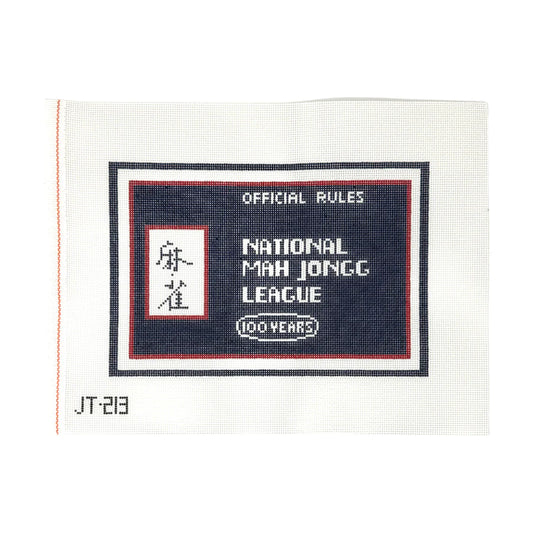 OFFICIAL RULES
麻
雀
NATIONAL
MAH JONGG
LEAGUE
100 YEARS
JT-213